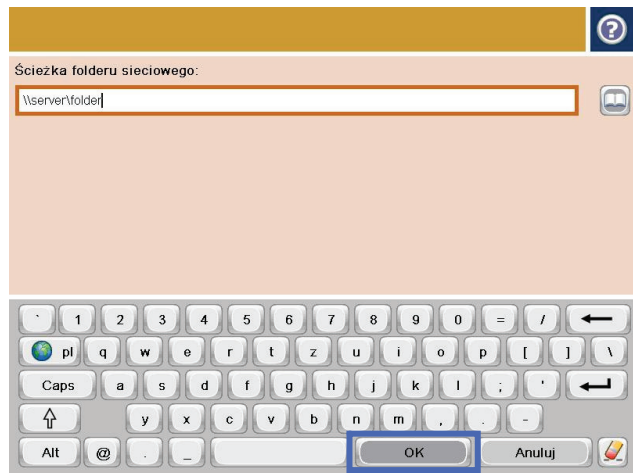 ?
Ścieżka folderu sieciowego:
\\server\folder
` 1 2 3 4 5 6 7 8 9 0 = / ←
pl q w e r t z u i o p [ ] \
Caps a s d f g h j k l ; ' ↵
⇧ y x c v b n m , . -
Alt @ . _ OK Anuluj